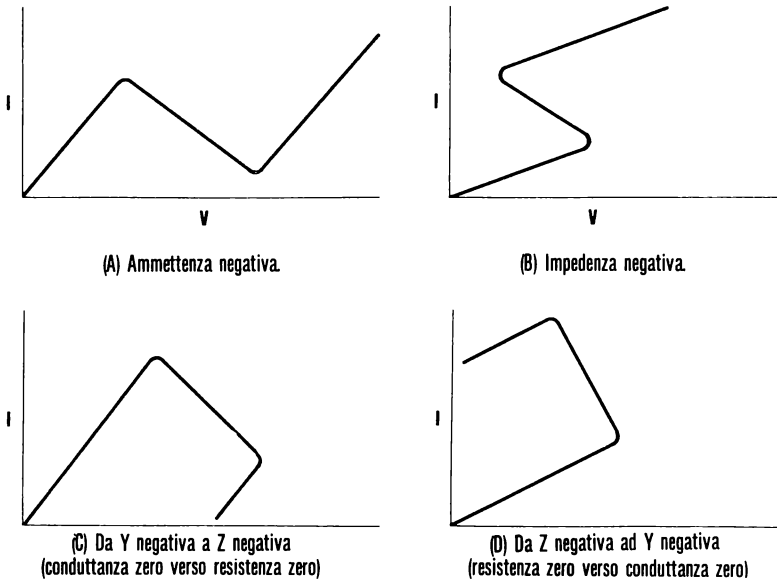 I
V
(A) Ammettenza negativa.
I
V
(B) Impedenza negativa.
I
(C) Da Y negativa a Z negativa
(conduttanza zero verso resistenza zero)
I
(D) Da Z negativa ad Y negativa
(resistenza zero verso conduttanza zero)